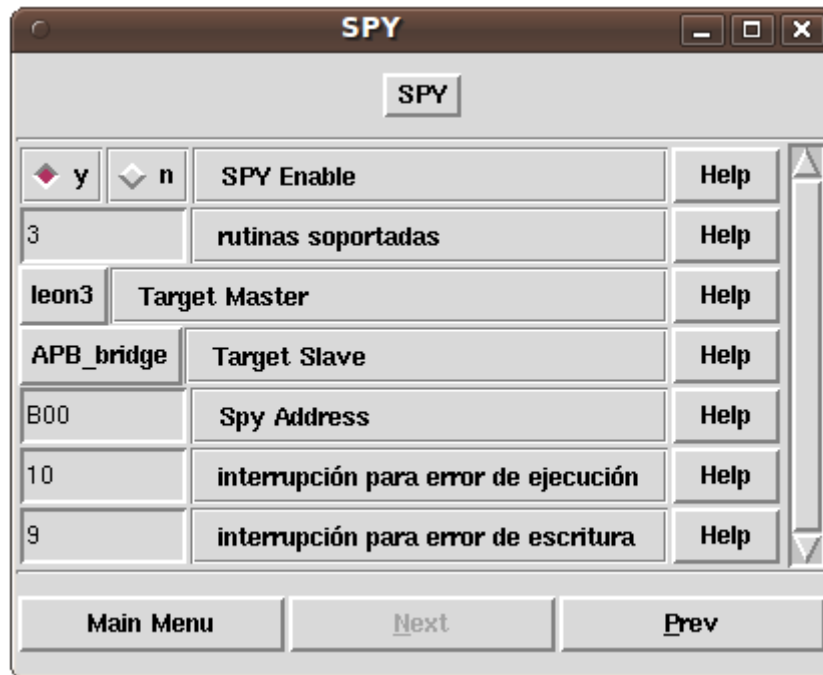 SPY
SPY
y n SPY Enable Help
3 rutinas soportadas Help
leon3 Target Master Help
APB_bridge Target Slave Help
B00 Spy Address Help
10 interrupción para error de ejecución Help
9 interrupción para error de escritura Help
Main Menu Next Prev